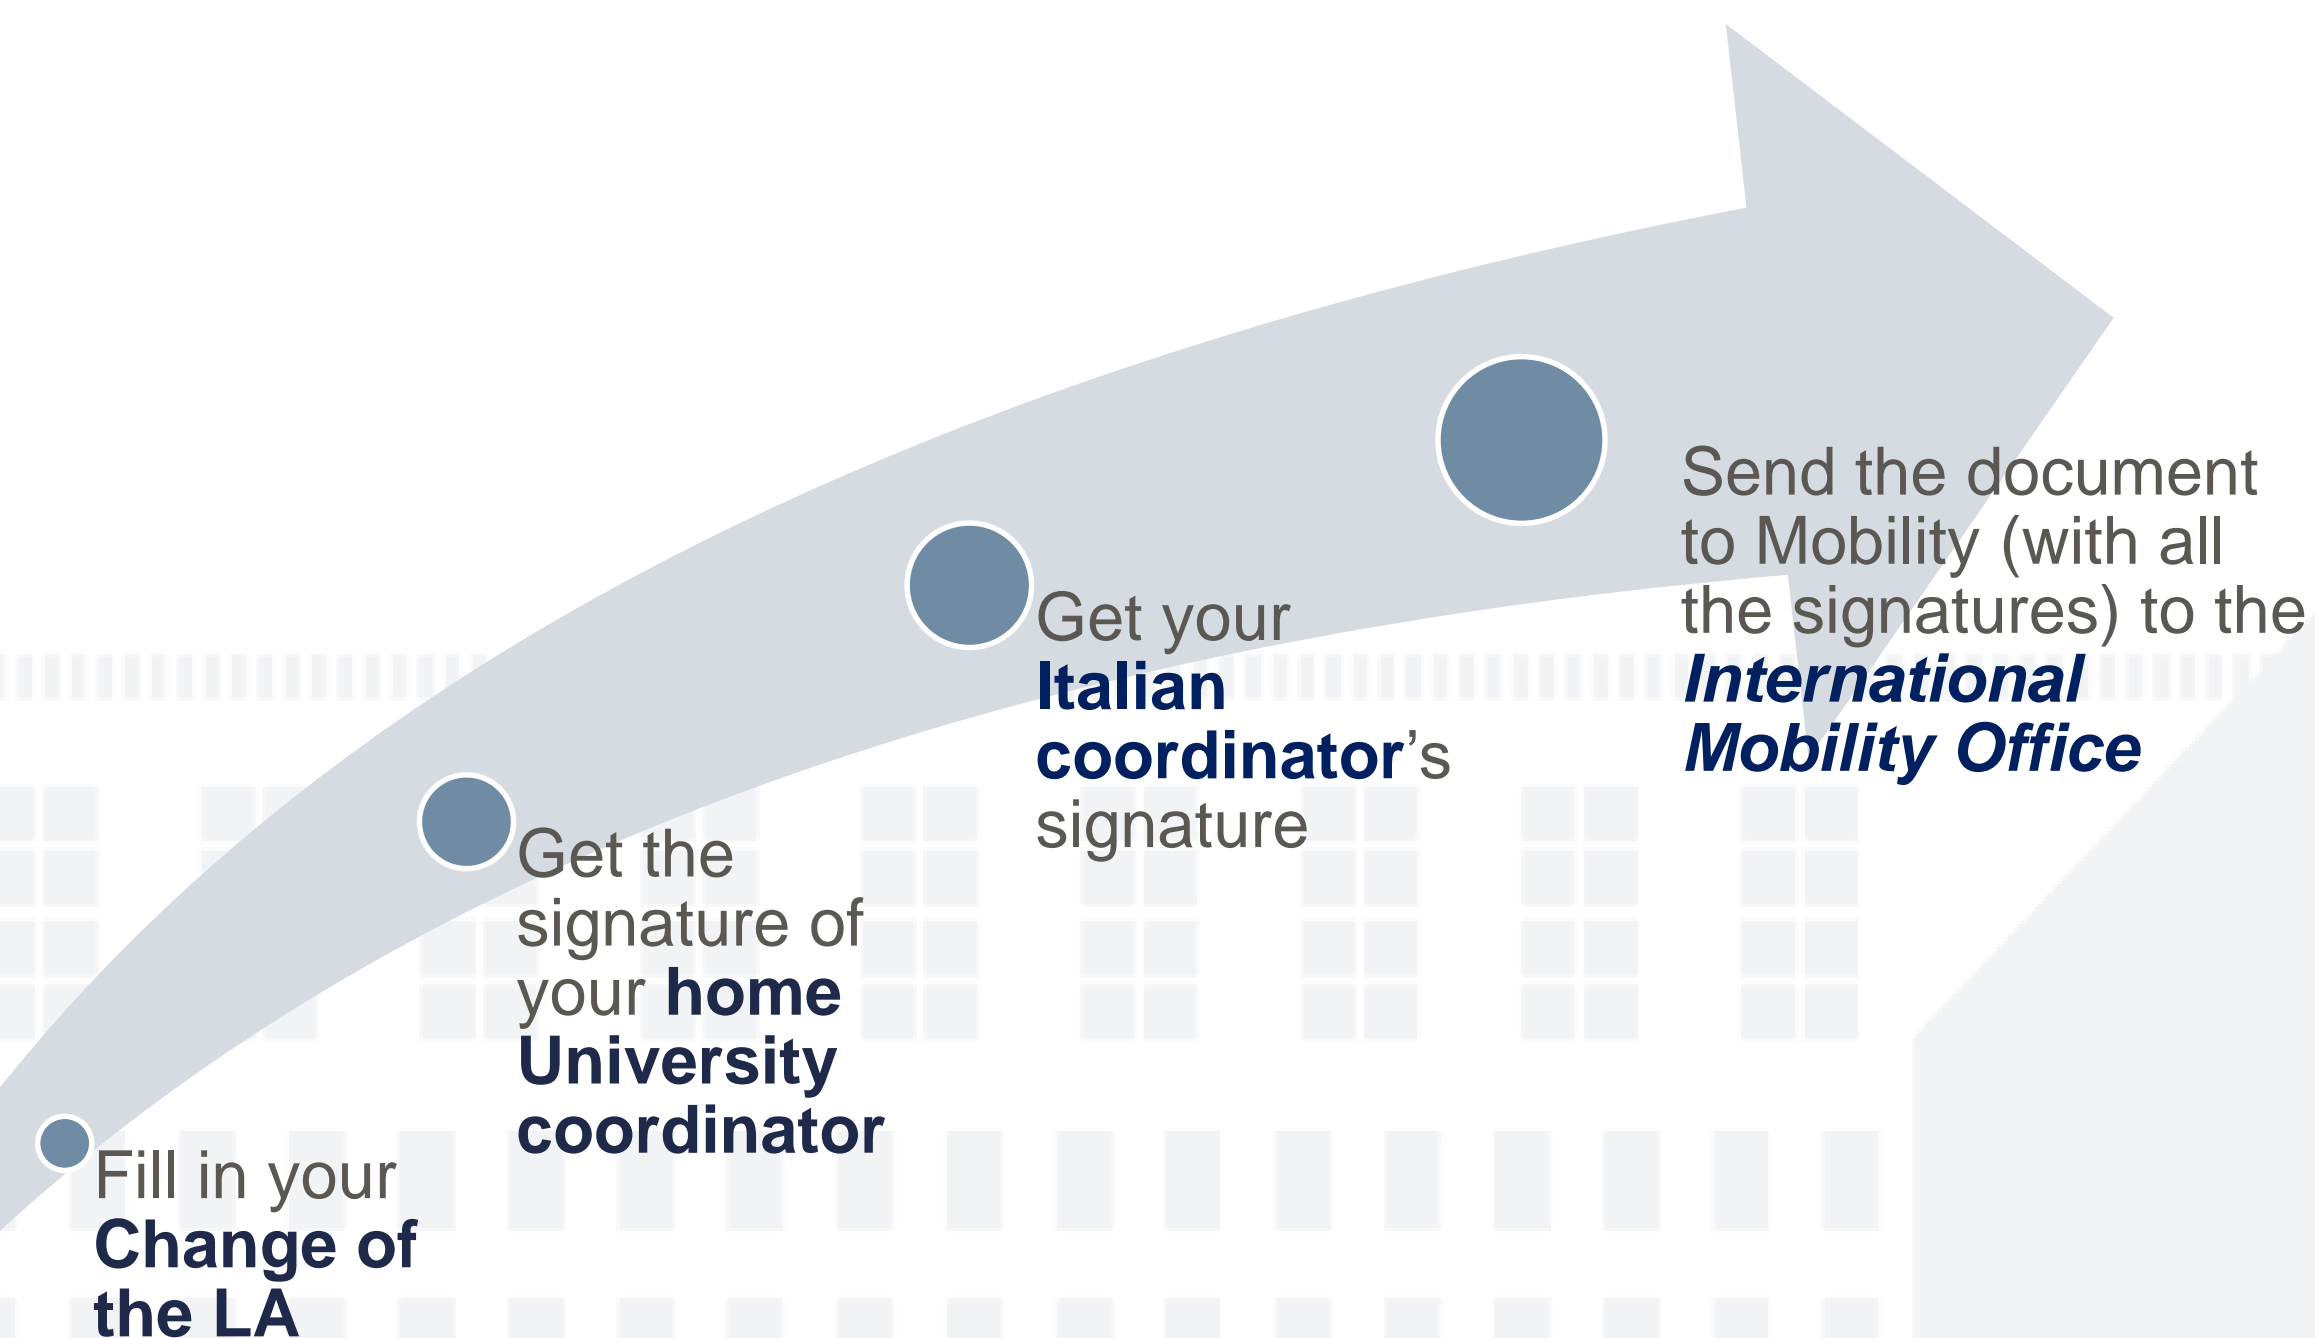 Fill in your
Change of
the LA
Get the
signature of
your home
University
coordinator
Get your
Italian
coordinator’s
signature
Send the document
to Mobility (with all
the signatures) to the
International
Mobility Office